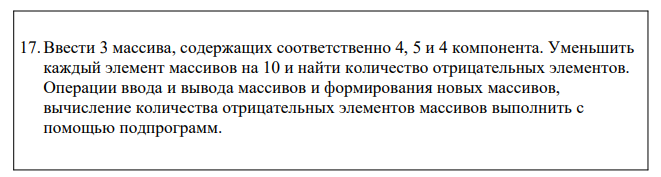 17. Ввести 3 массива, содержащих соответственно 4, 5 и 4 компонента. Уменьшить
каждый элемент массивов на 10 и найти количество отрицательных элементов.
Операции ввода и вывода массивов и формирования новых массивов,
вычисление количества отрицательных элементов массивов выполнить с
помощью подпрограмм.